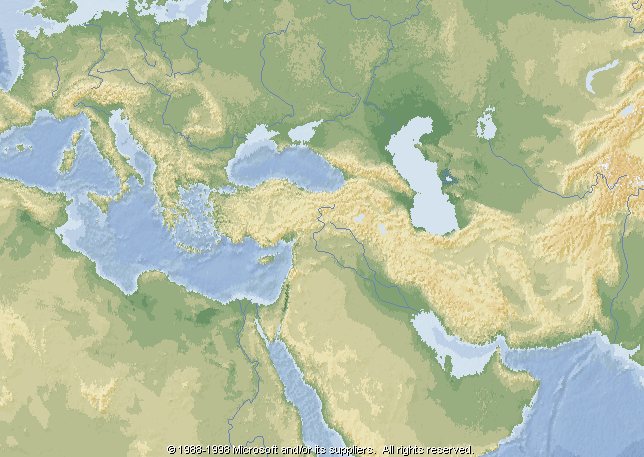 © 1988-1998 Microsoft and/or its suppliers. All rights reserved.